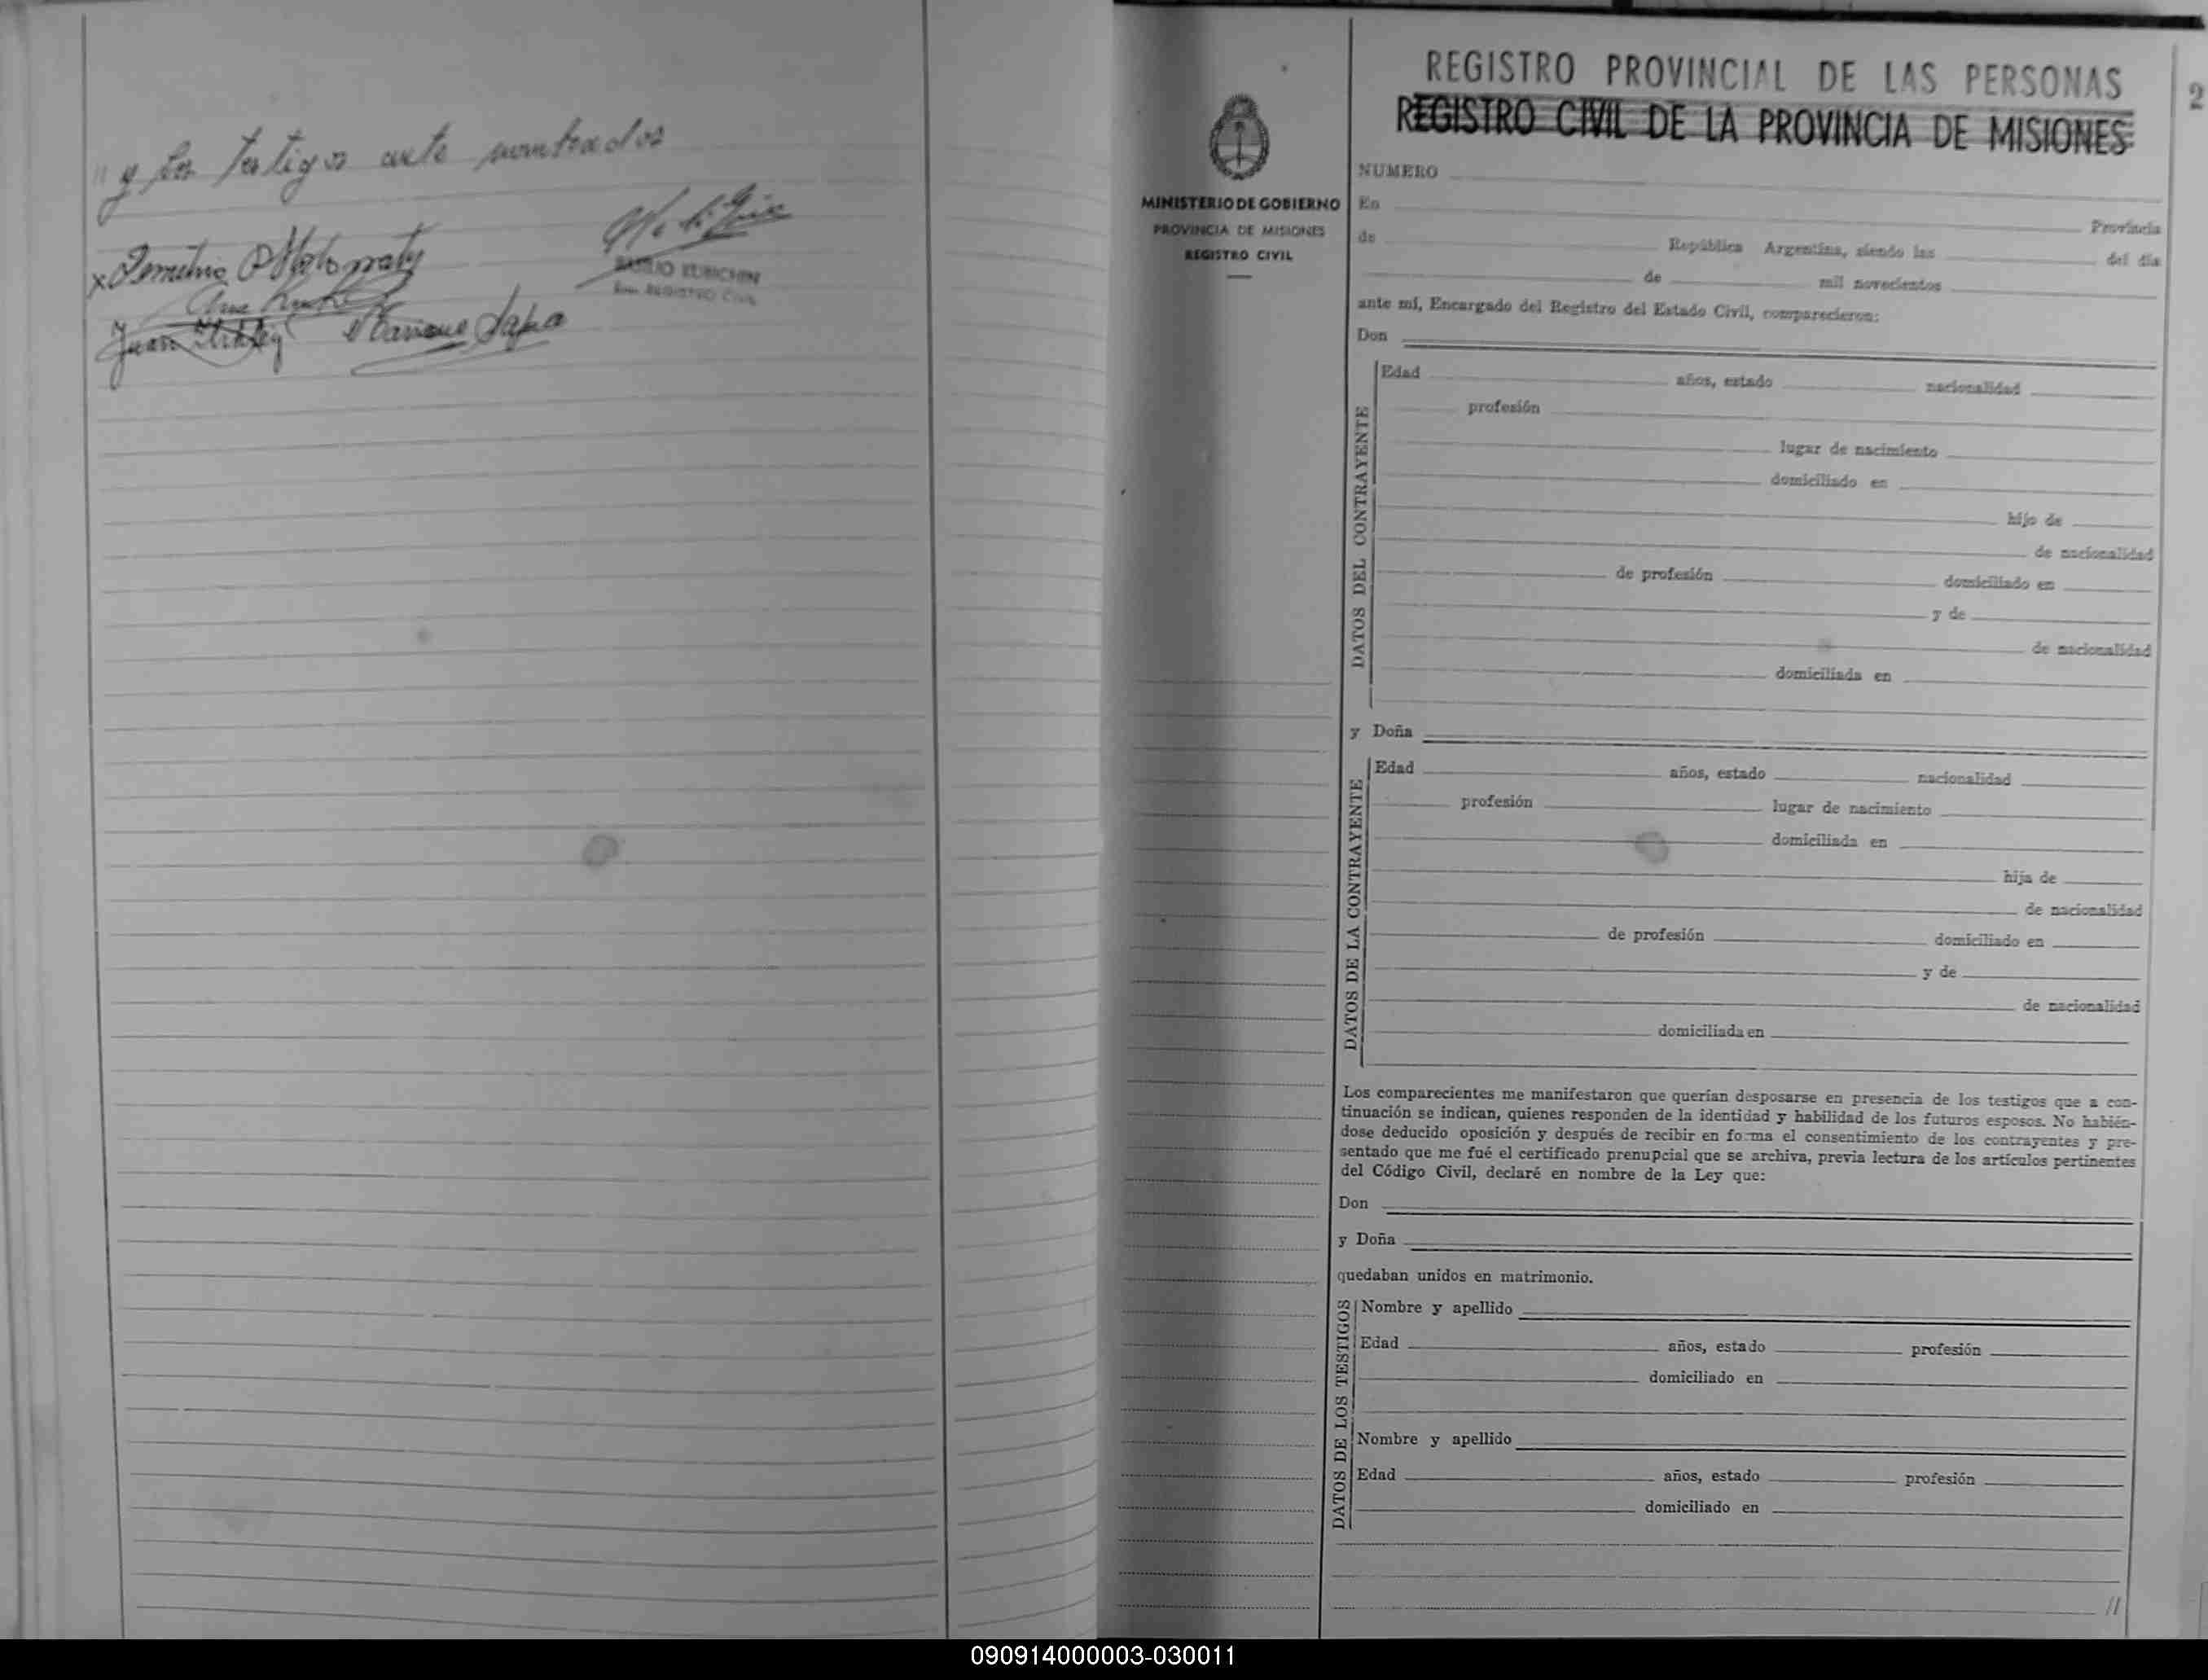 " y los testigos ante nombrados
Juan
REGISTRO CIVIL
REGISTRO PROVINCIAL DE LAS PERSONAS
REGISTRO CIVIL DE LA PROVINCIA DE MISIONES
2
MINISTERIO DE GOBIERNO
PROVINCIA DE MISIONES
REGISTRO CIVIL
NUMERO
En Provincia
de República Argentina, siendo las del día
de mil novecientos
ante mí, Encargado del Registro del Estado Civil, comparecieron:
Don
DATOS DEL CONTRAYENTE
Edad años, estado nacionalidad
profesión
lugar de nacimiento
domiciliado en
hijo de
de nacionalidad
de profesión domiciliado en
y de
de nacionalidad
domiciliada en
y Doña
DATOS DE LA CONTRAYENTE
Edad años, estado nacionalidad
profesión lugar de nacimiento
domiciliada en
hija de
de nacionalidad
de profesión domiciliado en
y de
de nacionalidad
domiciliada en
Los comparecientes me manifestaron que querían desposarse en presencia de los testigos que a con-
tinuación se indican, quienes responden de la identidad y habilidad de los futuros esposos. No habién-
dose deducido oposición y después de recibir en forma el consentimiento de los contrayentes y pre-
sentado que me fué el certificado prenupcial que se archiva, previa lectura de los artículos pertinentes
del Código Civil, declaré en nombre de la Ley que:
Don
y Doña
quedaban unidos en matrimonio.
DATOS DE LOS TESTIGOS
Nombre y apellido
Edad años, estado profesión
domiciliado en
Nombre y apellido
Edad años, estado profesión
domiciliado en
//
090914000003-030011